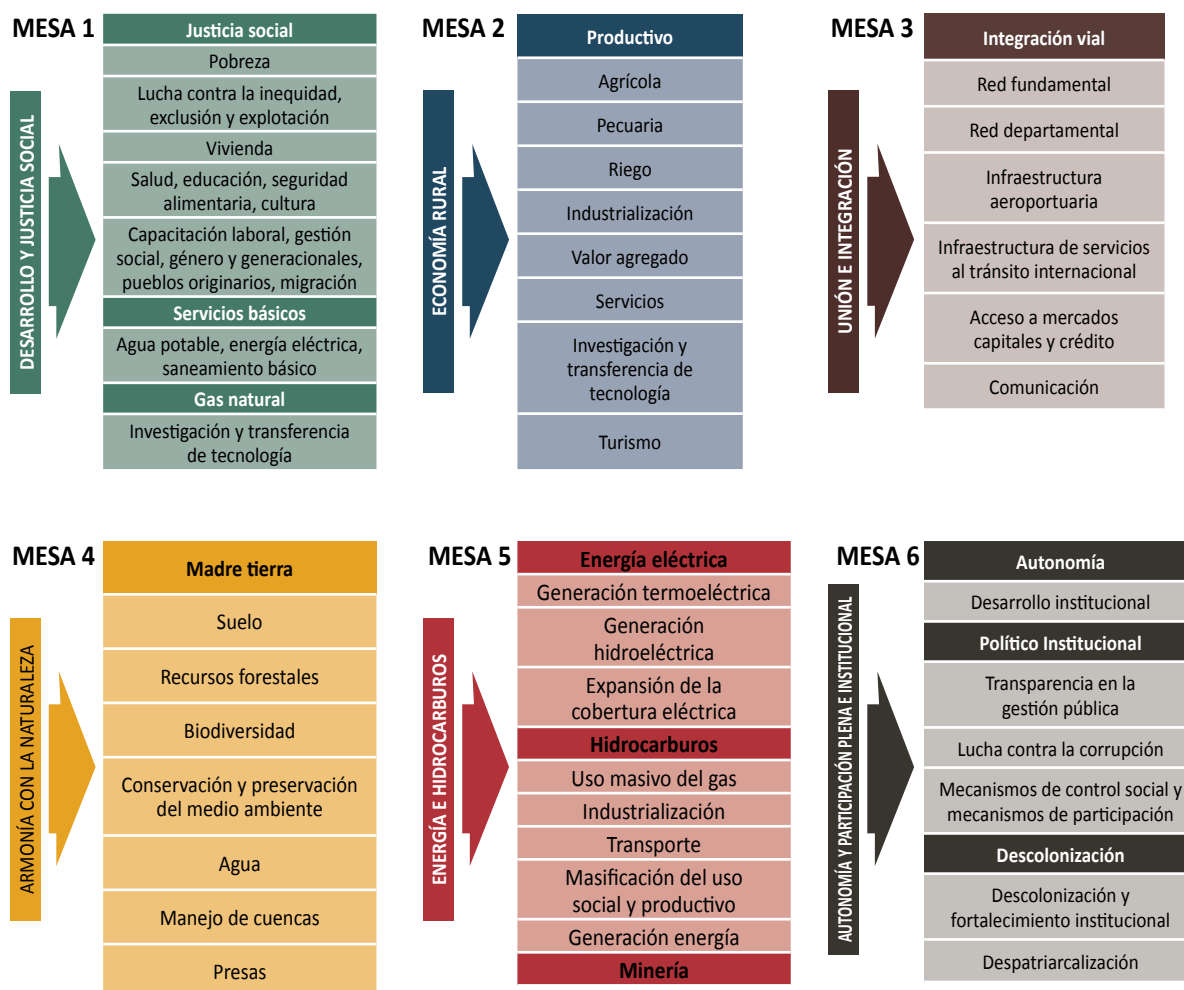 MESA 1
DESARROLLO Y JUSTICIA SOCIAL
Justicia social
Pobreza
Lucha contra la inequidad,
exclusión y explotación
Vivienda
Salud, educación, seguridad
alimentaria, cultura
Capacitación laboral, gestión
social, género y generacionales,
pueblos originarios, migración
Servicios básicos
Agua potable, energía eléctrica,
saneamiento básico
Gas natural
Investigación y transferencia
de tecnología
MESA 2
ECONOMÍA RURAL
Productivo
Agrícola
Pecuaria
Riego
Industrialización
Valor agregado
Servicios
Investigación y
transferencia de
tecnología
Turismo
MESA 3
UNIÓN E INTEGRACIÓN
Integración vial
Red fundamental
Red departamental
Infraestructura
aeroportuaria
Infraestructura de servicios
al tránsito internacional
Acceso a mercados
capitales y crédito
Comunicación
MESA 4
ARMONÍA CON LA NATURALEZA
Madre tierra
Suelo
Recursos forestales
Biodiversidad
Conservación y preservación
del medio ambiente
Agua
Manejo de cuencas
Presas
MESA 5
ENERGÍA E HIDROCARBUROS
Energía eléctrica
Generación termoeléctrica
Generación
hidroeléctrica
Expansión de la
cobertura eléctrica
Hidrocarburos
Uso masivo del gas
Industrialización
Transporte
Masificación del uso
social y productivo
Generación energía
Minería
MESA 6
AUTONOMÍA Y PARTICIPACIÓN PLENA E INSTITUCIONAL
Autonomía
Desarrollo institucional
Político Institucional
Transparencia en la
gestión pública
Lucha contra la corrupción
Mecanismos de control social y
mecanismos de participación
Descolonización
Descolonización y
fortalecimiento institucional
Despatriarcalización